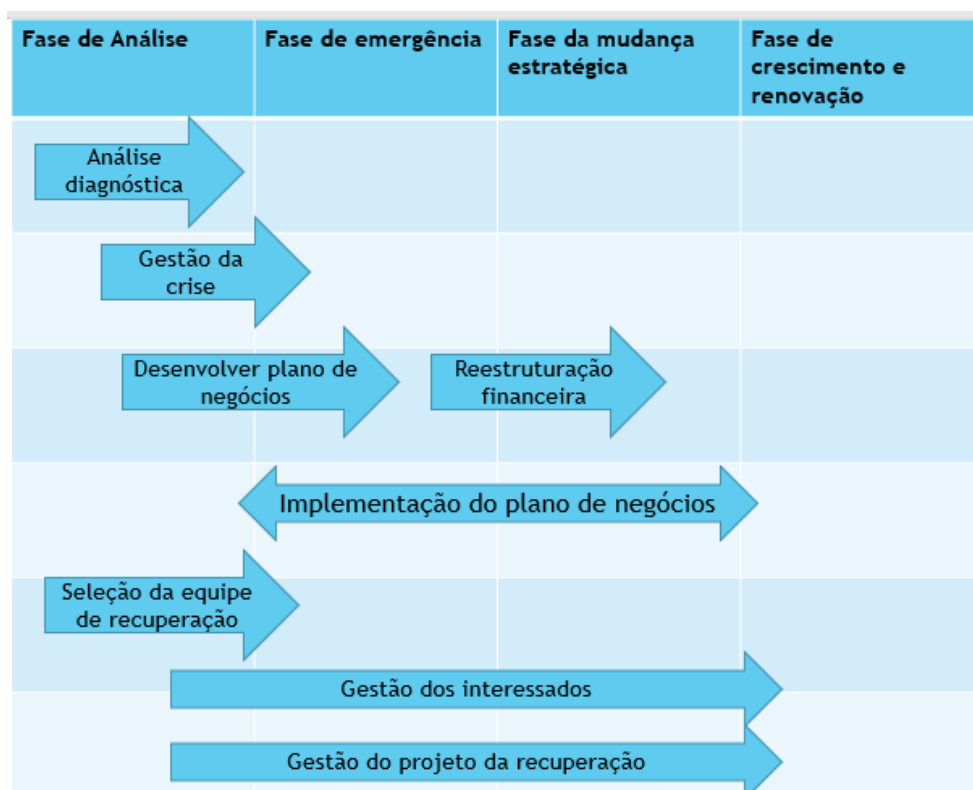 Fase de Análise
Fase de emergência
Fase da mudança
estratégica
Fase de
crescimento e
renovação
Análise
diagnóstica
Gestão da
crise
Desenvolver plano de
negócios
Reestruturação
financeira
Implementação do plano de negócios
Seleção da equipe
de recuperação
Gestão dos interessados
Gestão do projeto da recuperação